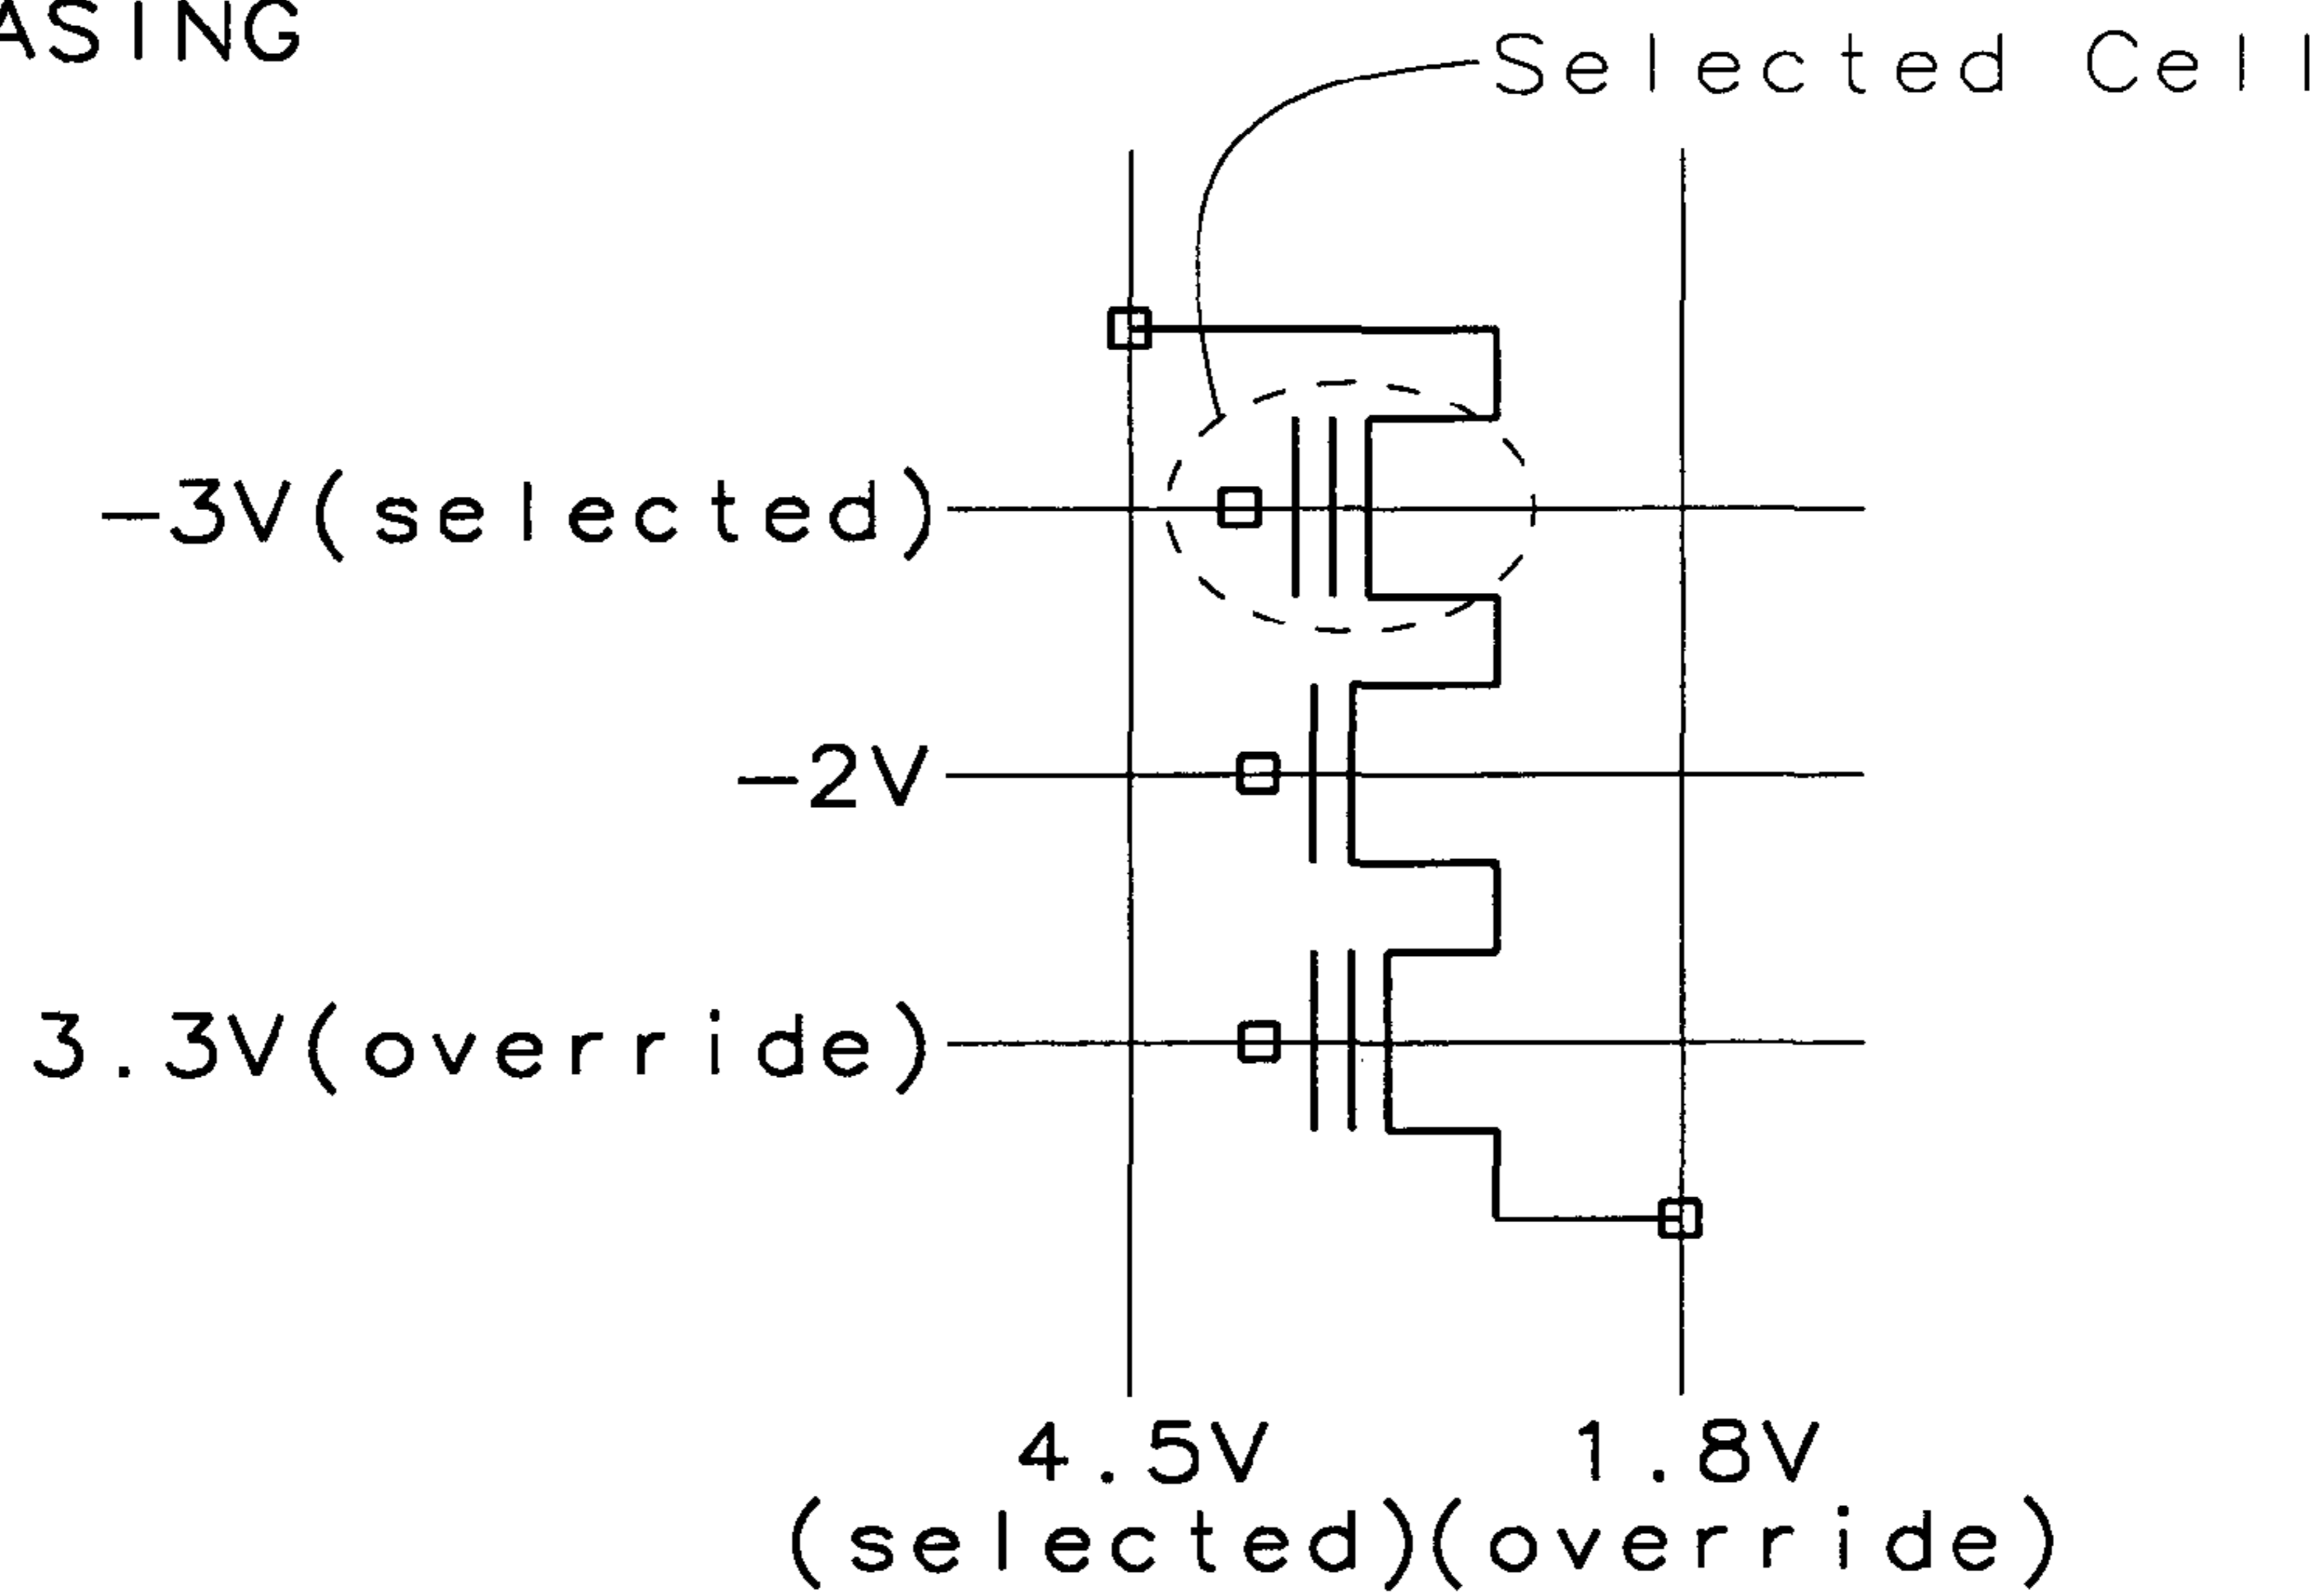 ASING
Selected Cell
-3V(selected)
-2V
3.3V(override)
4.5V 1.8V
(selected)(override)